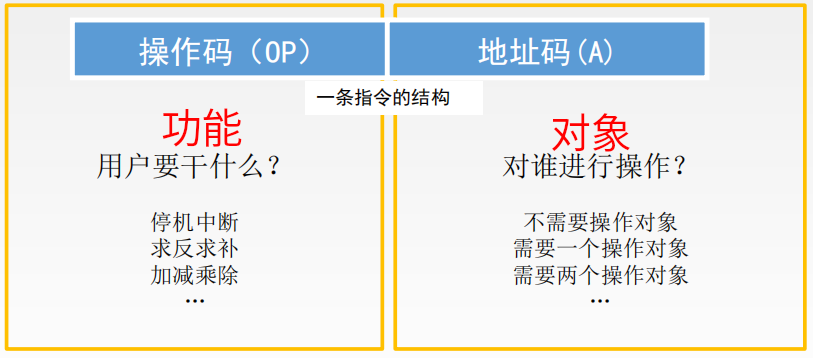 操作码（OP）
地址码(A)
一条指令的结构
功能
用户要干什么？
停机中断
求反求补
加减乘除
…
对象
对谁进行操作？
不需要操作对象
需要一个操作对象
需要两个操作对象
…